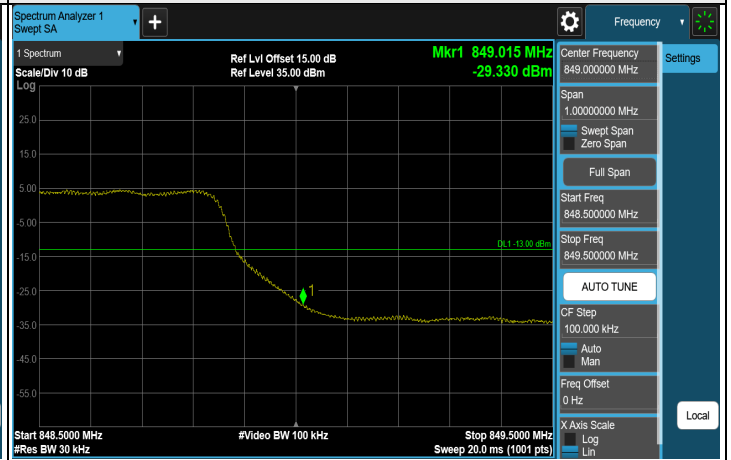 Spectrum Analyzer 1
Swept SA
+
Frequency
1 Spectrum
Scale/Div 10 dB
Log
Ref Lvl Offset 15.00 dB
Ref Level 35.00 dBm
Mkr1 849.015 MHz
-29.330 dBm
25.0
15.0
5.00
-5.00
-15.0
-25.0
-35.0
-45.0
-55.0
DL1 -13.00 dBm
1
Start 848.5000 MHz
#Res BW 30 kHz
#Video BW 100 kHz
Stop 849.5000 MHz
Sweep 20.0 ms (1001 pts)
Center Frequency
849.000000 MHz
Span
1.00000000 MHz
Swept Span
Zero Span
Full Span
Start Freq
848.500000 MHz
Stop Freq
849.500000 MHz
AUTO TUNE
CF Step
100.000 kHz
Auto
Man
Freq Offset
0 Hz
X Axis Scale
Log
Lin
Settings
Local